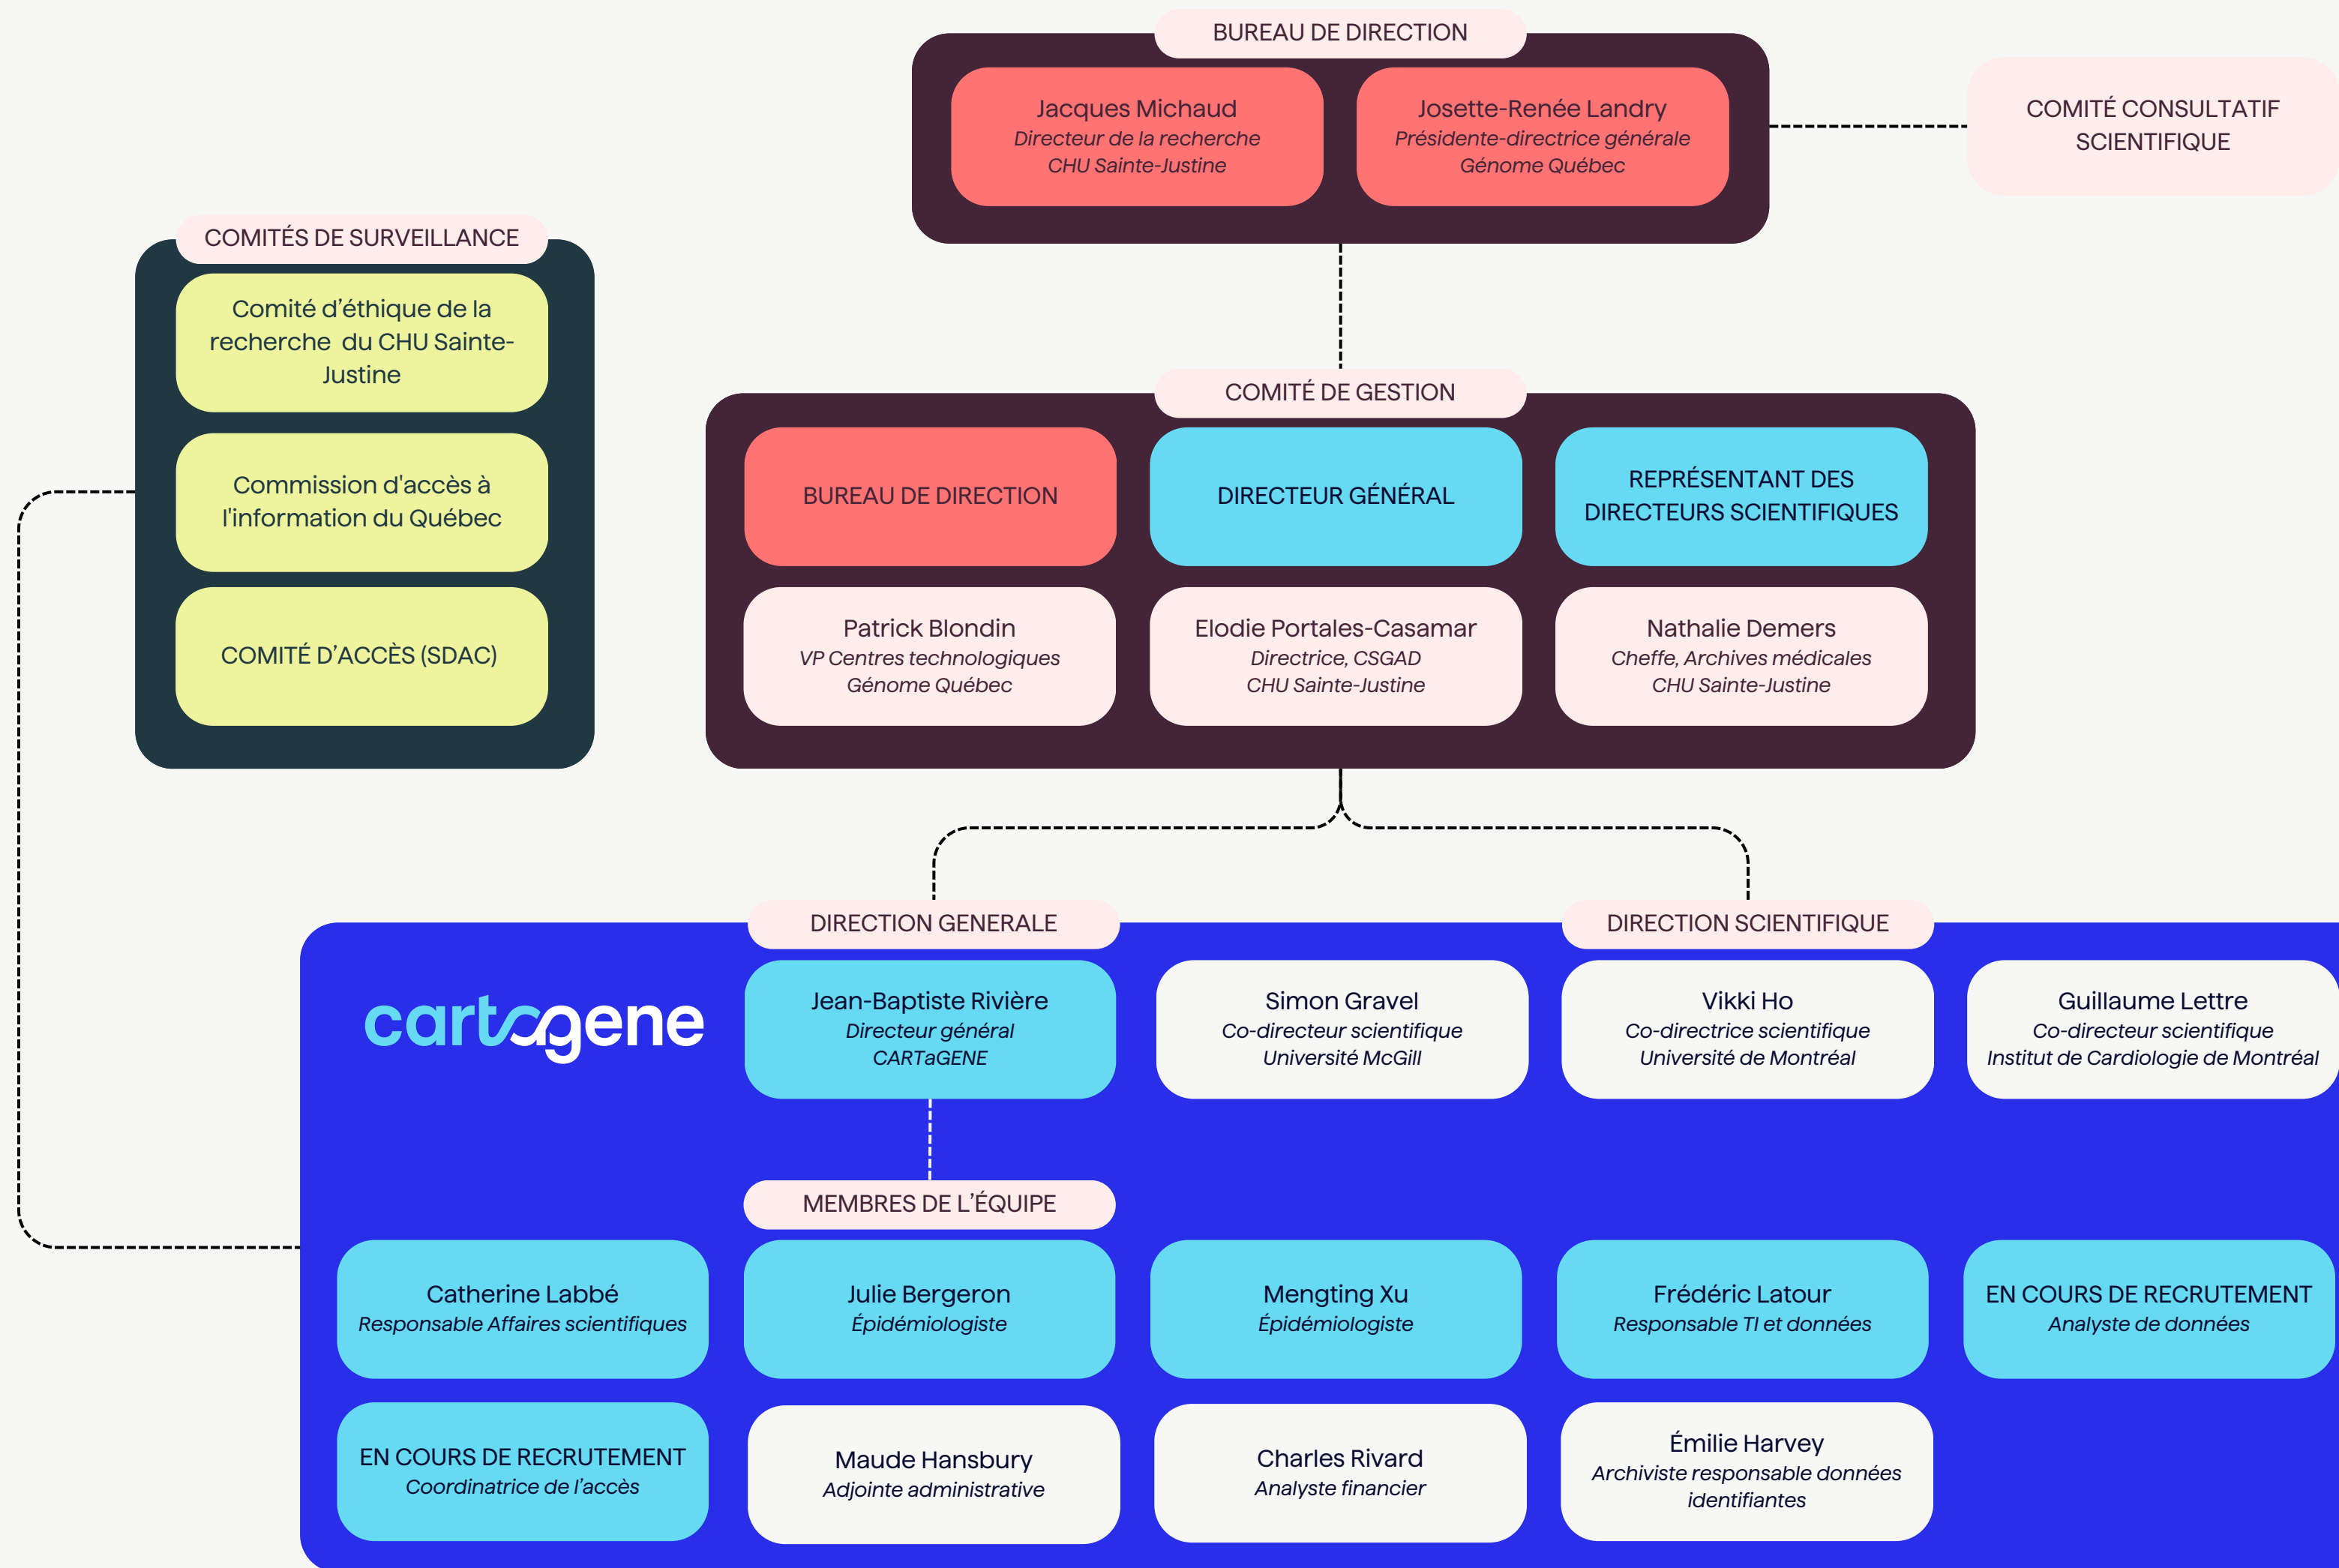 BUREAU DE DIRECTION
Jacques Michaud
Directeur de la recherche
CHU Sainte-Justine
Josette-Renée Landry
Présidente-directrice générale
Génome Québec
COMITÉ CONSULTATIF
SCIENTIFIQUE
COMITÉS DE SURVEILLANCE
Comité d’éthique de la
recherche  du CHU Sainte-
Justine
Commission d'accès à
l'information du Québec
COMITÉ D’ACCÈS (SDAC)
COMITÉ DE GESTION
BUREAU DE DIRECTION
DIRECTEUR GÉNÉRAL
REPRÉSENTANT DES
DIRECTEURS SCIENTIFIQUES
Patrick Blondin
VP Centres technologiques
Génome Québec
Elodie Portales-Casamar
Directrice, CSGAD
CHU Sainte-Justine
Nathalie Demers
Cheffe, Archives médicales
CHU Sainte-Justine
DIRECTION GENERALE
DIRECTION SCIENTIFIQUE
cartagene
Jean-Baptiste Rivière
Directeur général
CARTaGENE
Simon Gravel
Co-directeur scientifique
Université McGill
Vikki Ho
Co-directrice scientifique
Université de Montréal
Guillaume Lettre
Co-directeur scientifique
Institut de Cardiologie de Montréal
MEMBRES DE L’ÉQUIPE
Catherine Labbé
Responsable Affaires scientifiques
Julie Bergeron
Épidémiologiste
Mengting Xu
Épidémiologiste
Frédéric Latour
Responsable TI et données
EN COURS DE RECRUTEMENT
Analyste de données
EN COURS DE RECRUTEMENT
Coordinatrice de l’accès
Maude Hansbury
Adjointe administrative
Charles Rivard
Analyste financier
Émilie Harvey
Archiviste responsable données
identifiantes